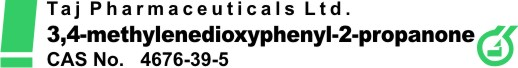 Taj Pharmaceuticals Ltd.
3,4-methylenedioxyphenyl-2-propanone
CAS No. 4676-39-5